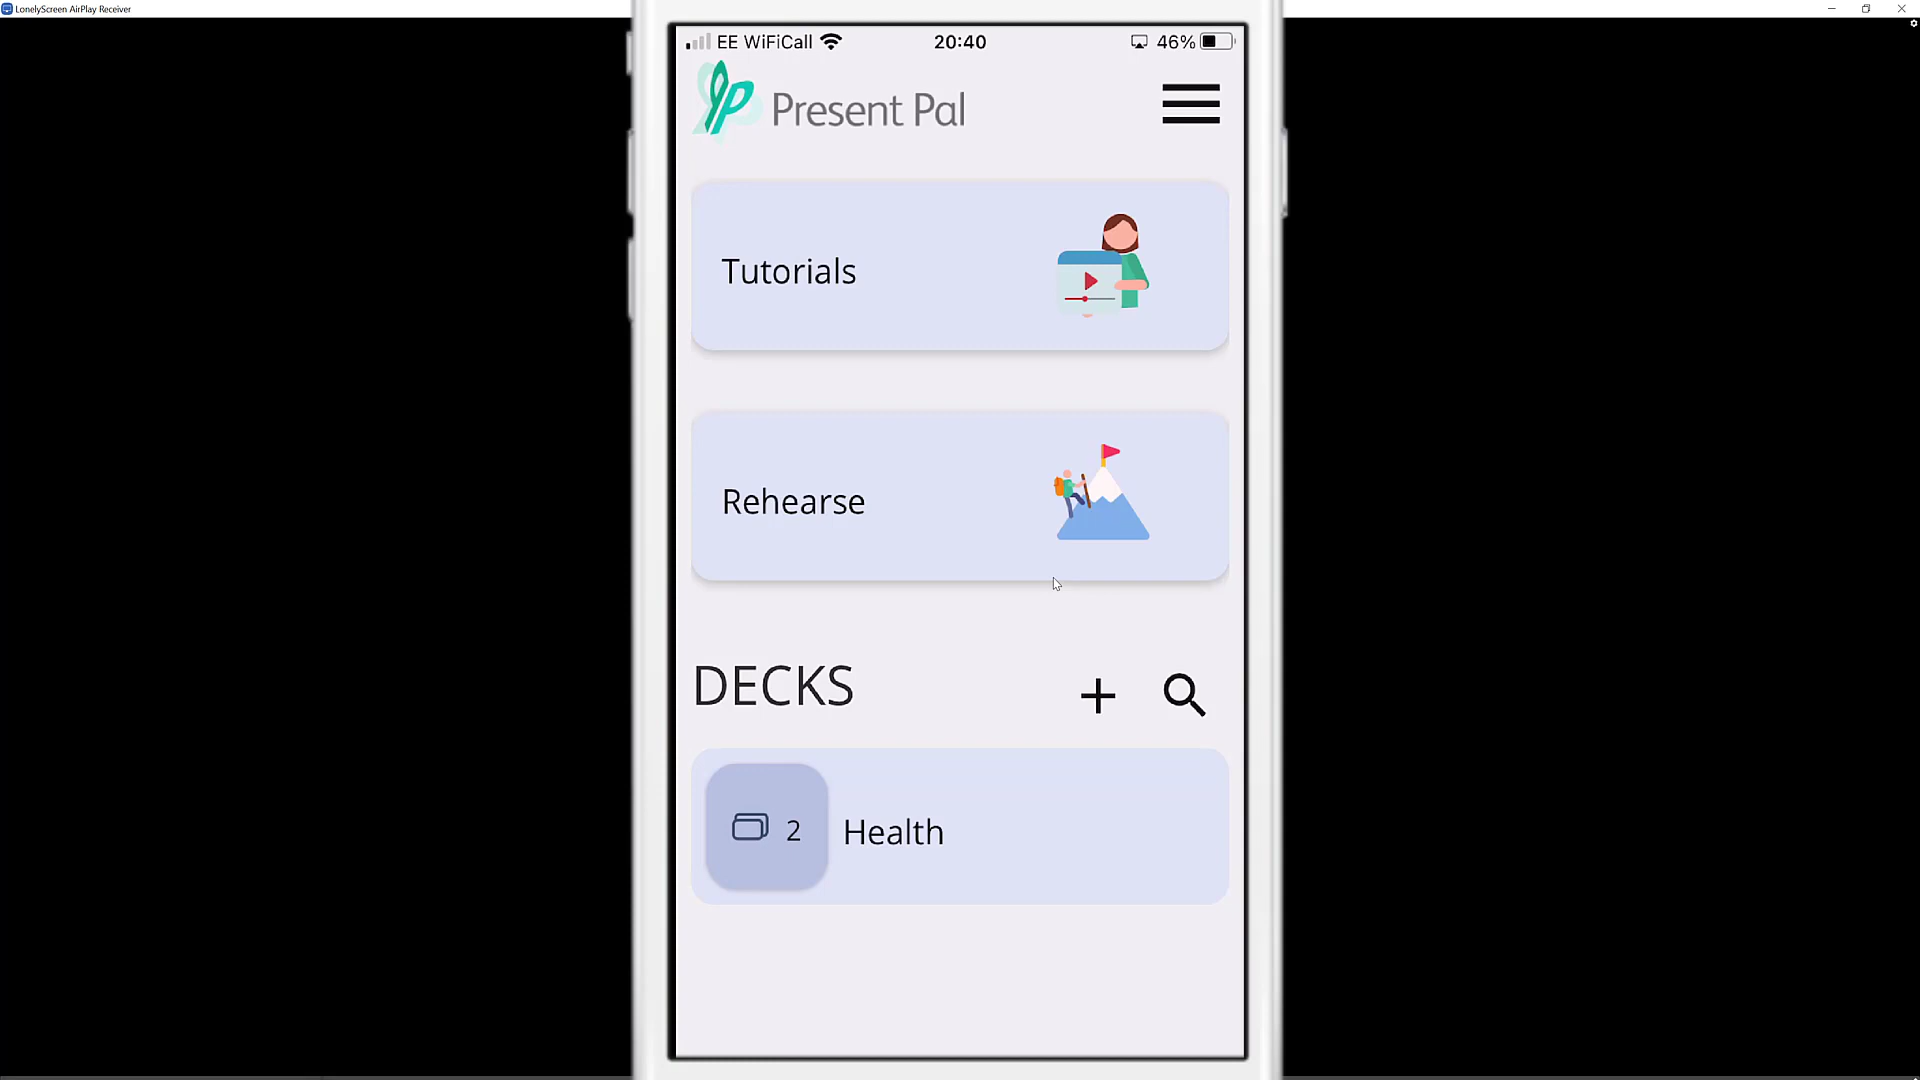 LonelyScreen AirPlay Receiver
EE WiFiCall 20:40 46%
Present Pal
Tutorials
Rehearse
DECKS
2 Health